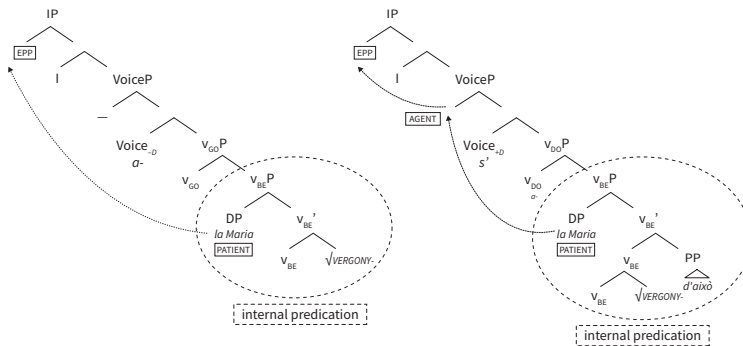 IP
EPP
I
VoiceP
—
Voice-D
a-
vGOP
vGO
vBEP
DP
la Maria
PATIENT
vBE'
vBE
√VERGONY-
internal predication
IP
EPP
I
VoiceP
AGENT
Voice+D
s'
vDOP
vDO
a-
vBEP
DP
la Maria
PATIENT
vBE'
vBE
PP
d'això
vBE
√VERGONY-
internal predication